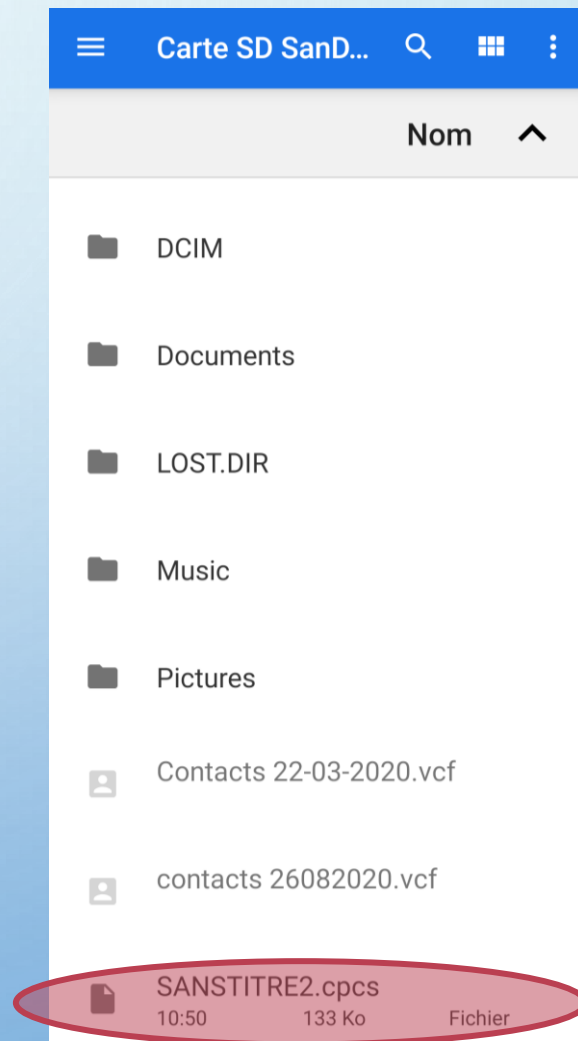 Carte SD SanD...
Nom
DCIM
Documents
LOST.DIR
Music
Pictures
Contacts 22-03-2020.vcf
contacts 26082020.vcf
SANSTITRE2.cpcs
10:50 133 Ko Fichier